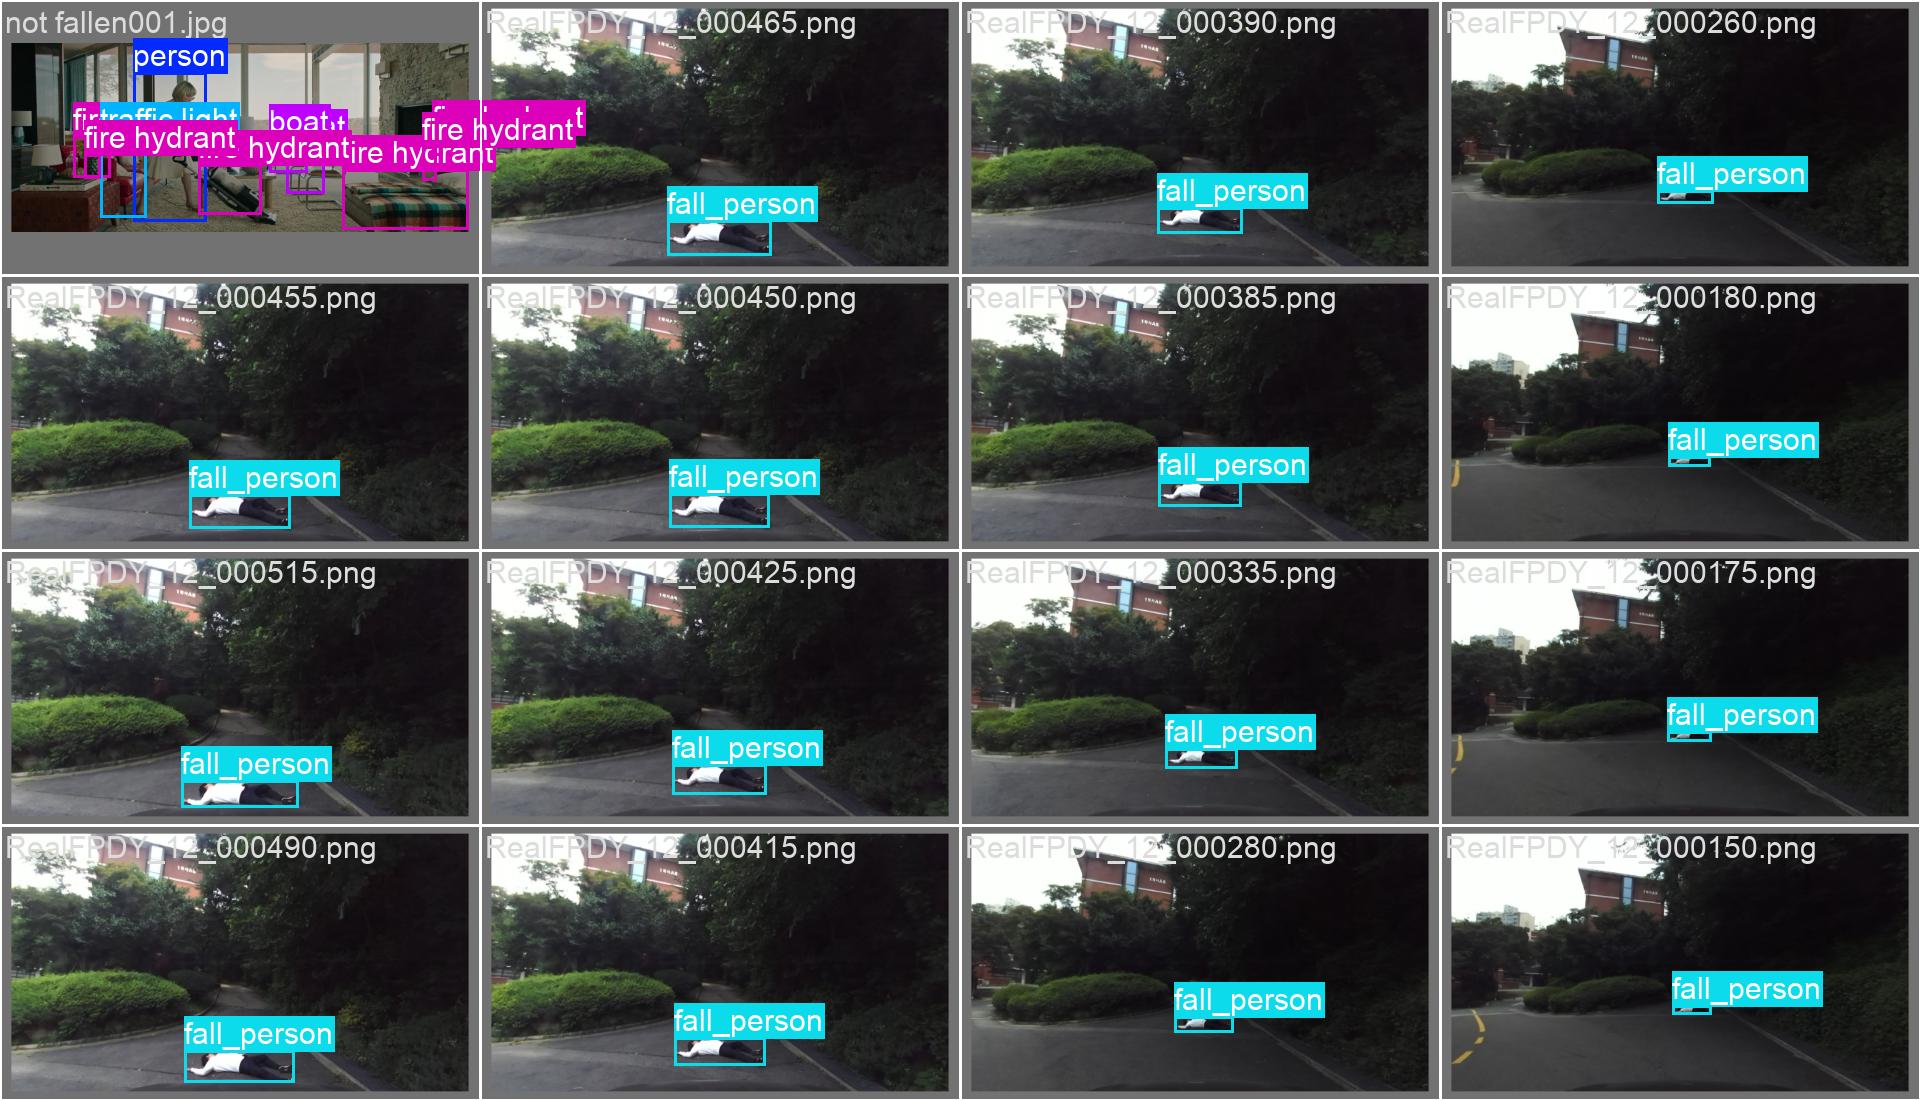 not fallen001.jpg
person
traffic light
fire hydrant
fire hydrant
boat
fire hydrant
fire hydrant
RealFPDY_12_000465.png
fall_person
RealFPDY_12_000390.png
fall_person
RealFPDY_12_000260.png
fall_person
RealFPDY_12_000455.png
fall_person
RealFPDY_12_000450.png
fall_person
RealFPDY_12_000385.png
fall_person
RealFPDY_12_000180.png
fall_person
RealFPDY_12_000515.png
fall_person
RealFPDY_12_000425.png
fall_person
RealFPDY_12_000335.png
fall_person
RealFPDY_12_000175.png
fall_person
RealFPDY_12_000490.png
fall_person
RealFPDY_12_000415.png
fall_person
RealFPDY_12_000280.png
fall_person
RealFPDY_12_000150.png
fall_person